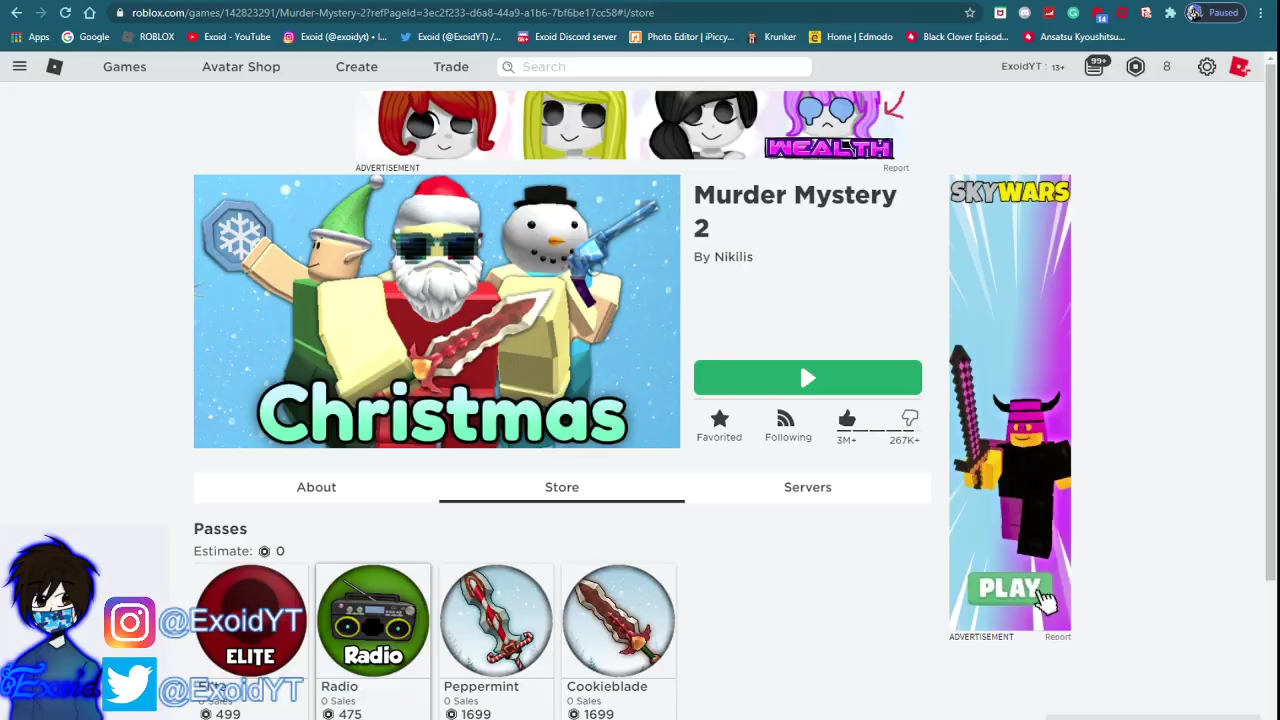 roblox.com/games/142823291/Murder-Mystery-2?refPageId=3ec2f233-d6a8-44a9-a1b6-7bf6be17cc58#!/store
14
Paused
Apps
Google
ROBLOX
Exoid - YouTube
Exoid (@exoidyt) • I...
Exoid (@ExoidYT) /...
Exoid Discord server
Photo Editor | iPiccy...
Krunker
Home | Edmodo
Black Clover Episod...
Ansatsu Kyoushitsu...
Games
Avatar Shop
Create
Trade
Search
ExoidYT : 13+
99+
8
WEALTH
ADVERTISEMENT
Report
Christmas
Murder Mystery
2
By Nikilis
Favorited
Following
3M+
267K+
SKYWARS
PLAY
ADVERTISEMENT
Report
About
Store
Servers
Passes
Estimate: 0
ELITE
Radio
Radio
Peppermint
Cookieblade
0 Sales
0 Sales
0 Sales
0 Sales
499
475
1699
1699
Exoid
@ExoidYT
@ExoidYT